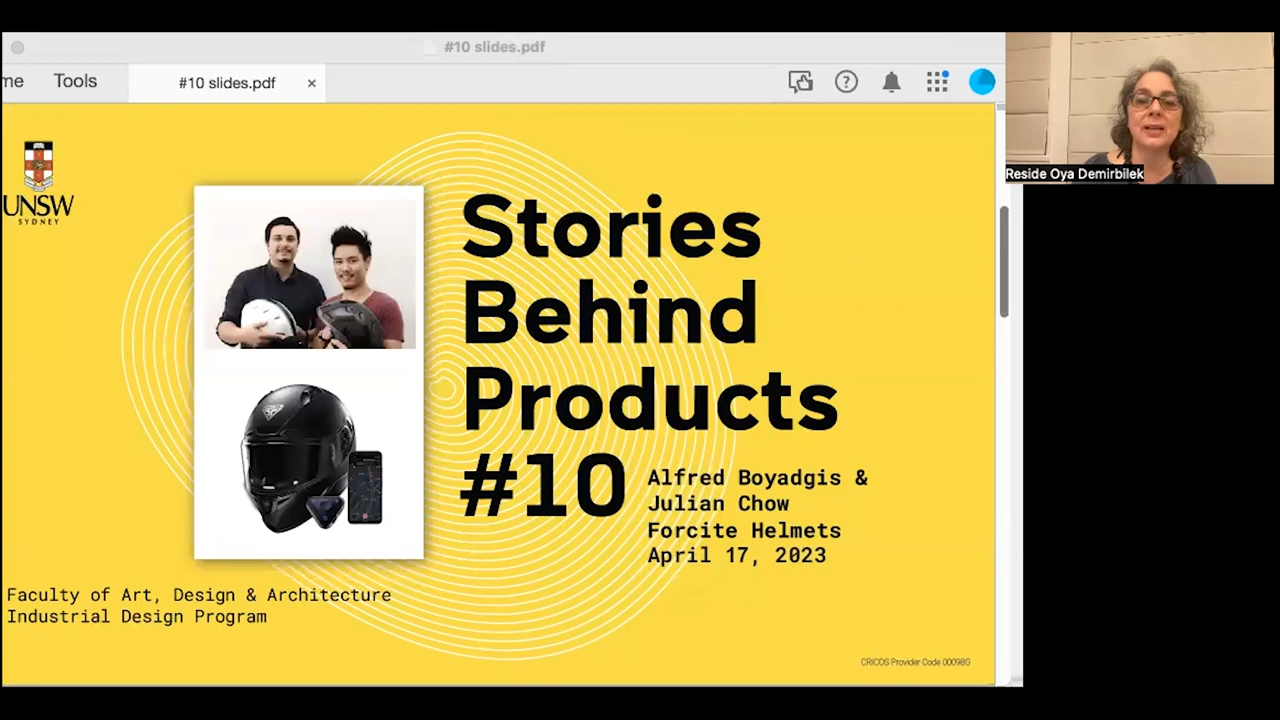 #10 slides.pdf
me
Tools
#10 slides.pdf
×
?
Reside Oya Demirbilek
UNSW
SYDNEY
Stories
Behind
Products
#10
Alfred Boyadgis &
Julian Chow
Forcite Helmets
April 17, 2023
Faculty of Art, Design & Architecture
Industrial Design Program
CRICOS Provider Code 00098G